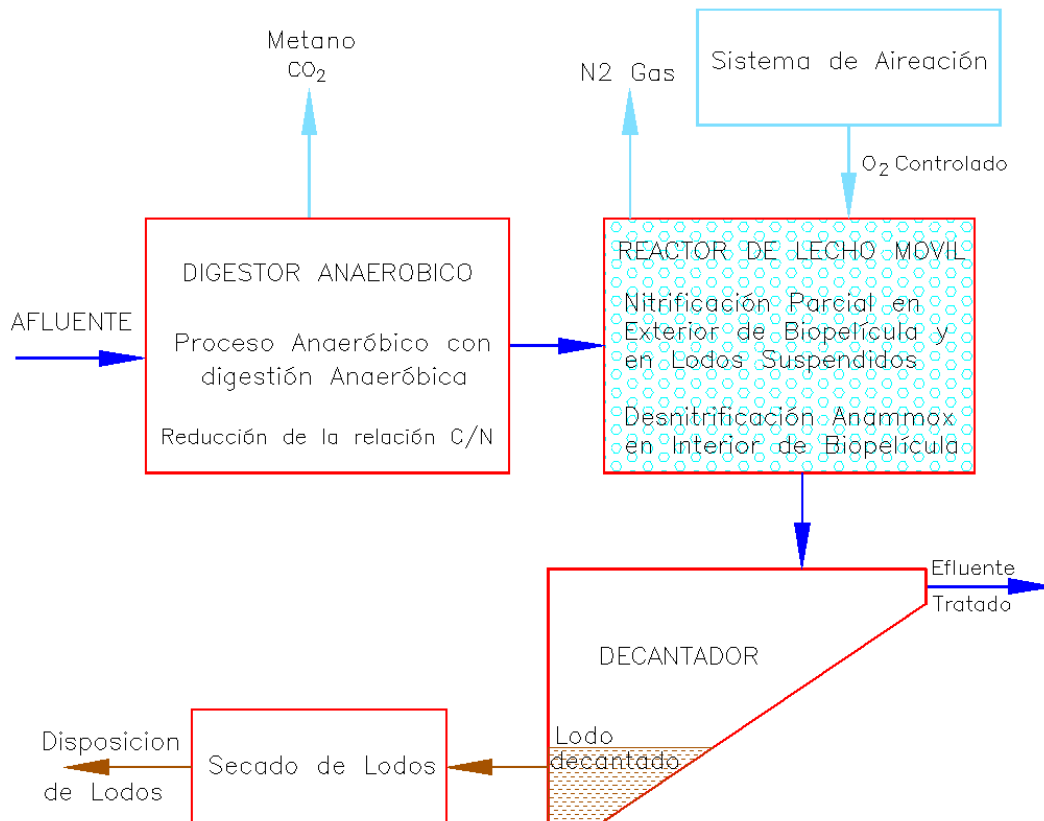 Metano
CO₂
N2 Gas
Sistema de Aireación
O₂ Controlado
AFLUENTE
DIGESTOR ANAEROBICO
Proceso Anaeróbico con
digestión Anaeróbica
Reducción de la relación C/N
REACTOR DE LECHO MOVIL
Nitrificación Parcial en
Exterior de Biopelícula y
en Lodos Suspendidos
Desnitrificación Anammox
en Interior de Biopelícula
Efluente
Tratado
DECANTADOR
Lodo
decantado
Secado de Lodos
Disposicion
de Lodos